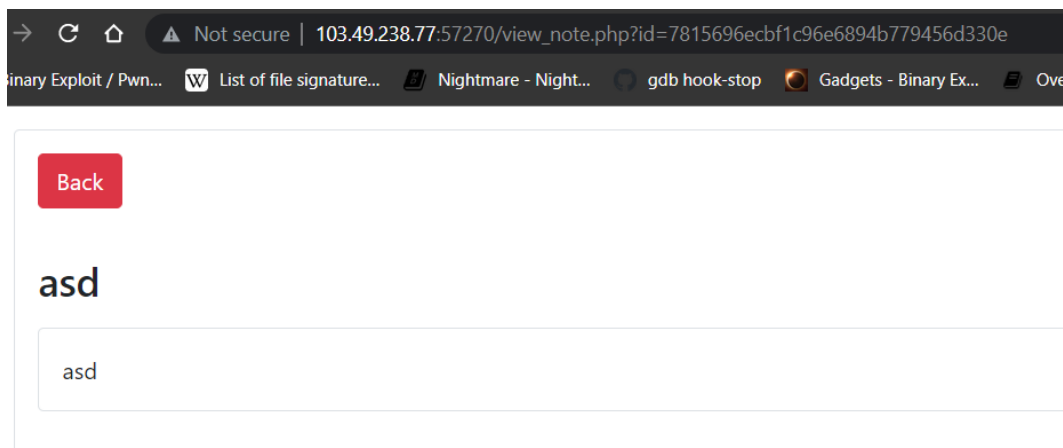 Not secure | 103.49.238.77:57270/view_note.php?id=7815696ecbf1c96e6894b779456d330e
Binary Exploit / Pwn... W List of file signature... Nightmare - Night... gdb hook-stop Gadgets - Binary Ex... Ove
Back
asd
asd